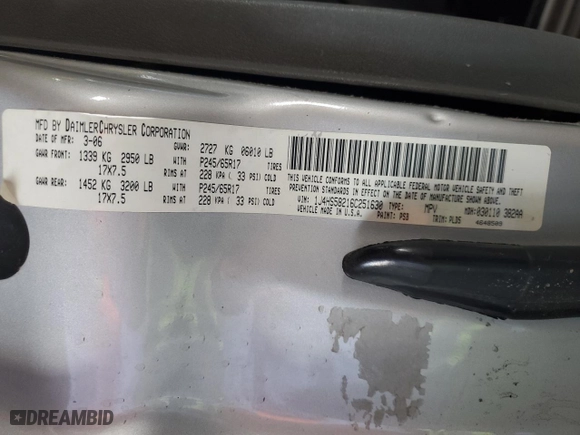 MFD BY DAIMLERCHRYSLER CORPORATION
DATE OF MFR: 3-06 GVWR: 2727 KG 06010 LB
GAWR FRONT: 1339 KG 2950 LB WITH P245/65R17 TIRES
17X7.5 RIMS AT 228 KPA ( 33 PSI) COLD
GAWR REAR: 1452 KG 3200 LB WITH P245/65R17 TIRES
17X7.5 RIMS AT 228 KPA ( 33 PSI) COLD
THIS VEHICLE CONFORMS TO ALL APPLICABLE FEDERAL MOTOR VEHICLE SAFETY, BUMPER, AND THEFT
PREVENTION STANDARDS IN EFFECT ON THE DATE OF MANUFACTURE SHOWN ABOVE.
VIN: 1J4HS58216C251630 TYPE: MPV MDH: 030110 382AA
VEHICLE MADE IN U.S.A. PAINT: PS3 TRIM: PLD5 4648509
DREAMBID